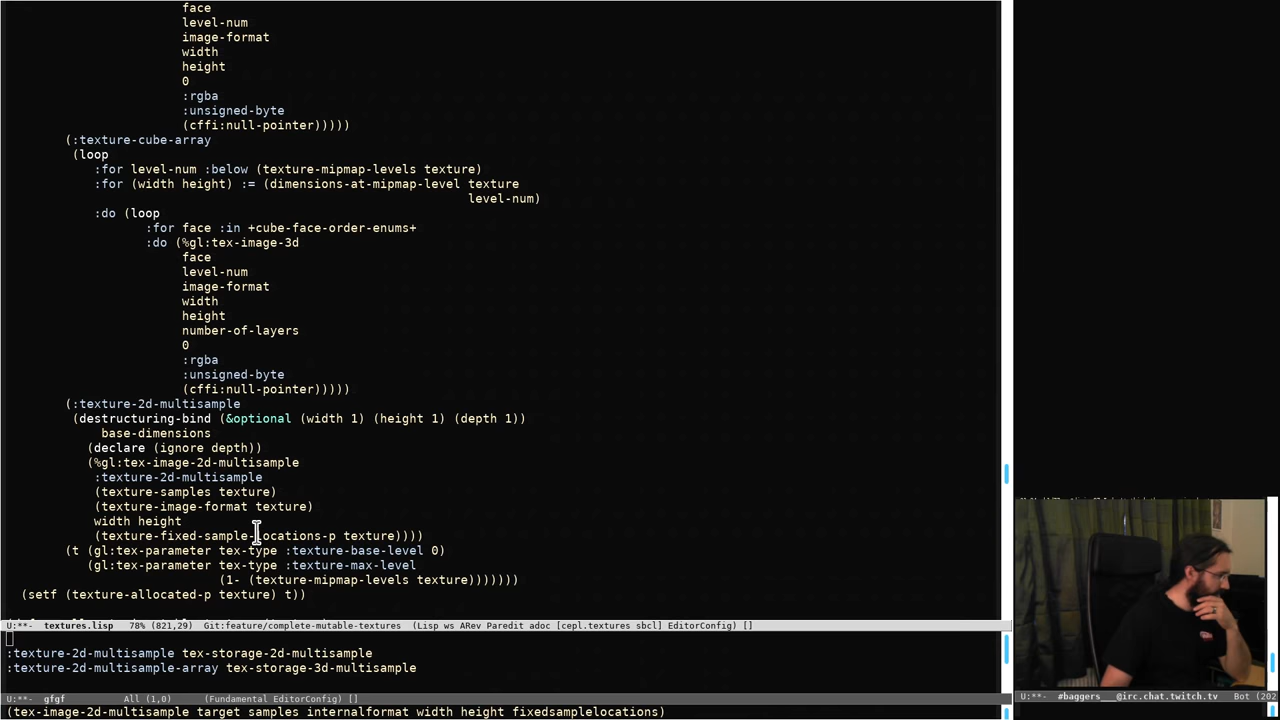 face
level-num
image-format
width
height
0
:rgba
:unsigned-byte
(cffi:null-pointer)))))
(:texture-cube-array
(loop
:for level-num :below (texture-mipmap-levels texture)
:for (width height) := (dimensions-at-mipmap-level texture
level-num)
:do (loop
:for face :in +cube-face-order-enums+
:do (%gl:tex-image-3d
face
level-num
image-format
width
height
number-of-layers
0
:rgba
:unsigned-byte
(cffi:null-pointer)))))
(:texture-2d-multisample
(destructuring-bind (&optional (width 1) (height 1) (depth 1))
base-dimensions
(declare (ignore depth))
(%gl:tex-image-2d-multisample
:texture-2d-multisample
(texture-samples texture)
(texture-image-format texture)
width height
(texture-fixed-sample-locations-p texture))))
(t (gl:tex-parameter tex-type :texture-base-level 0)
(gl:tex-parameter tex-type :texture-max-level
(1- (texture-mipmap-levels texture)))))))
(setf (texture-allocated-p texture) t))
U:**- textures.lisp 78% (821,29) Git:feature/complete-mutable-textures (Lisp ws ARev Paredit adoc [cepl.textures sbcl] EditorConfig) []
:texture-2d-multisample tex-storage-2d-multisample
:texture-2d-multisample-array tex-storage-3d-multisample
U:**- gfgf All (1,0) (Fundamental EditorConfig) []
U:**- #baggers___@irc.chat.twitch.tv Bot (202
(tex-image-2d-multisample target samples internalformat width height fixedsamplelocations)